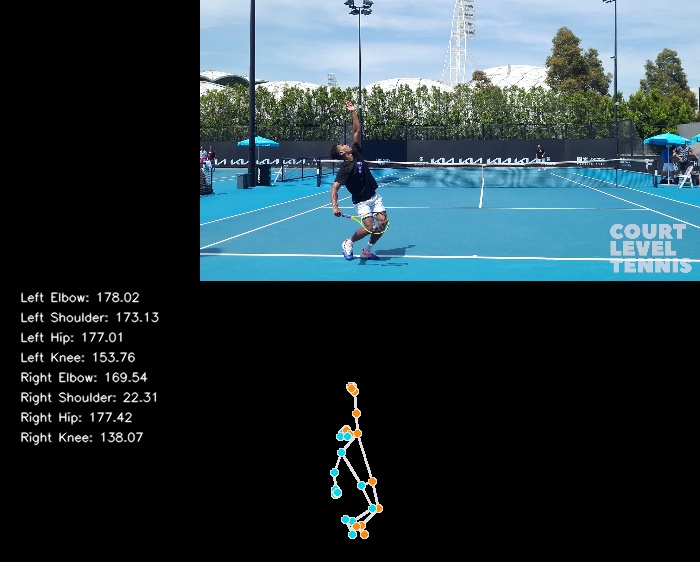 COURT
LEVEL
TENNIS
Left Elbow: 178.02
Left Shoulder: 173.13
Left Hip: 177.01
Left Knee: 153.76
Right Elbow: 169.54
Right Shoulder: 22.31
Right Hip: 177.42
Right Knee: 138.07